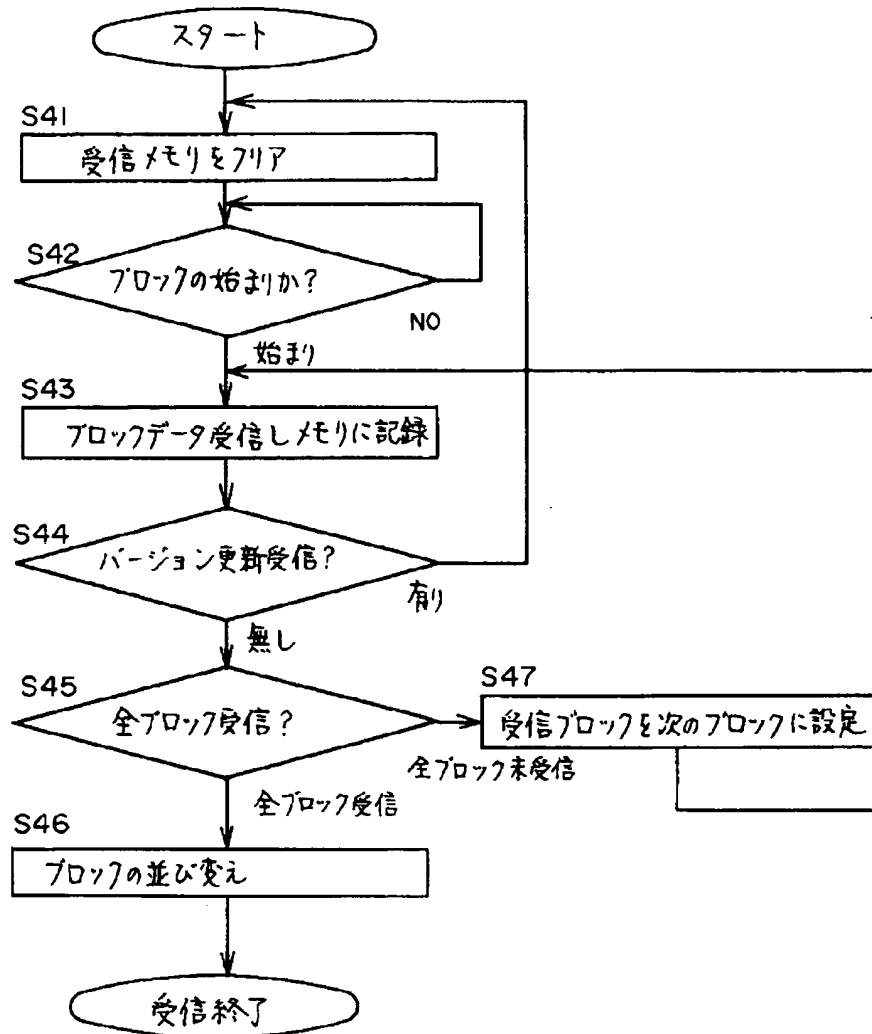 スタート
S41
受信メモリをクリア
S42
ブロックの始まりか?
NO
始まり
S43
ブロックデータ受信しメモリに記録
S44
バージョン更新受信?
有り
無し
S45
全ブロック受信?
S47
受信ブロックを次のブロックに設定
全ブロック未受信
全ブロック受信
S46
ブロックの並び変え
受信終了